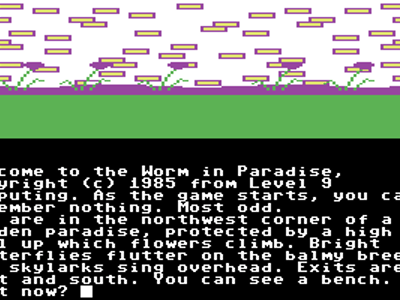 come to the Worm in Paradise,
yright (c) 1985 from Level 9
puting. As the game starts, you ca
ember nothing. Most odd.
are in the northwest corner of a
den paradise, protected by a high
l up which flowers climb. Bright
terflies flutter on the balmy bree
skylarks sing overhead. Exits are
t and south. You can see a bench.
t now?